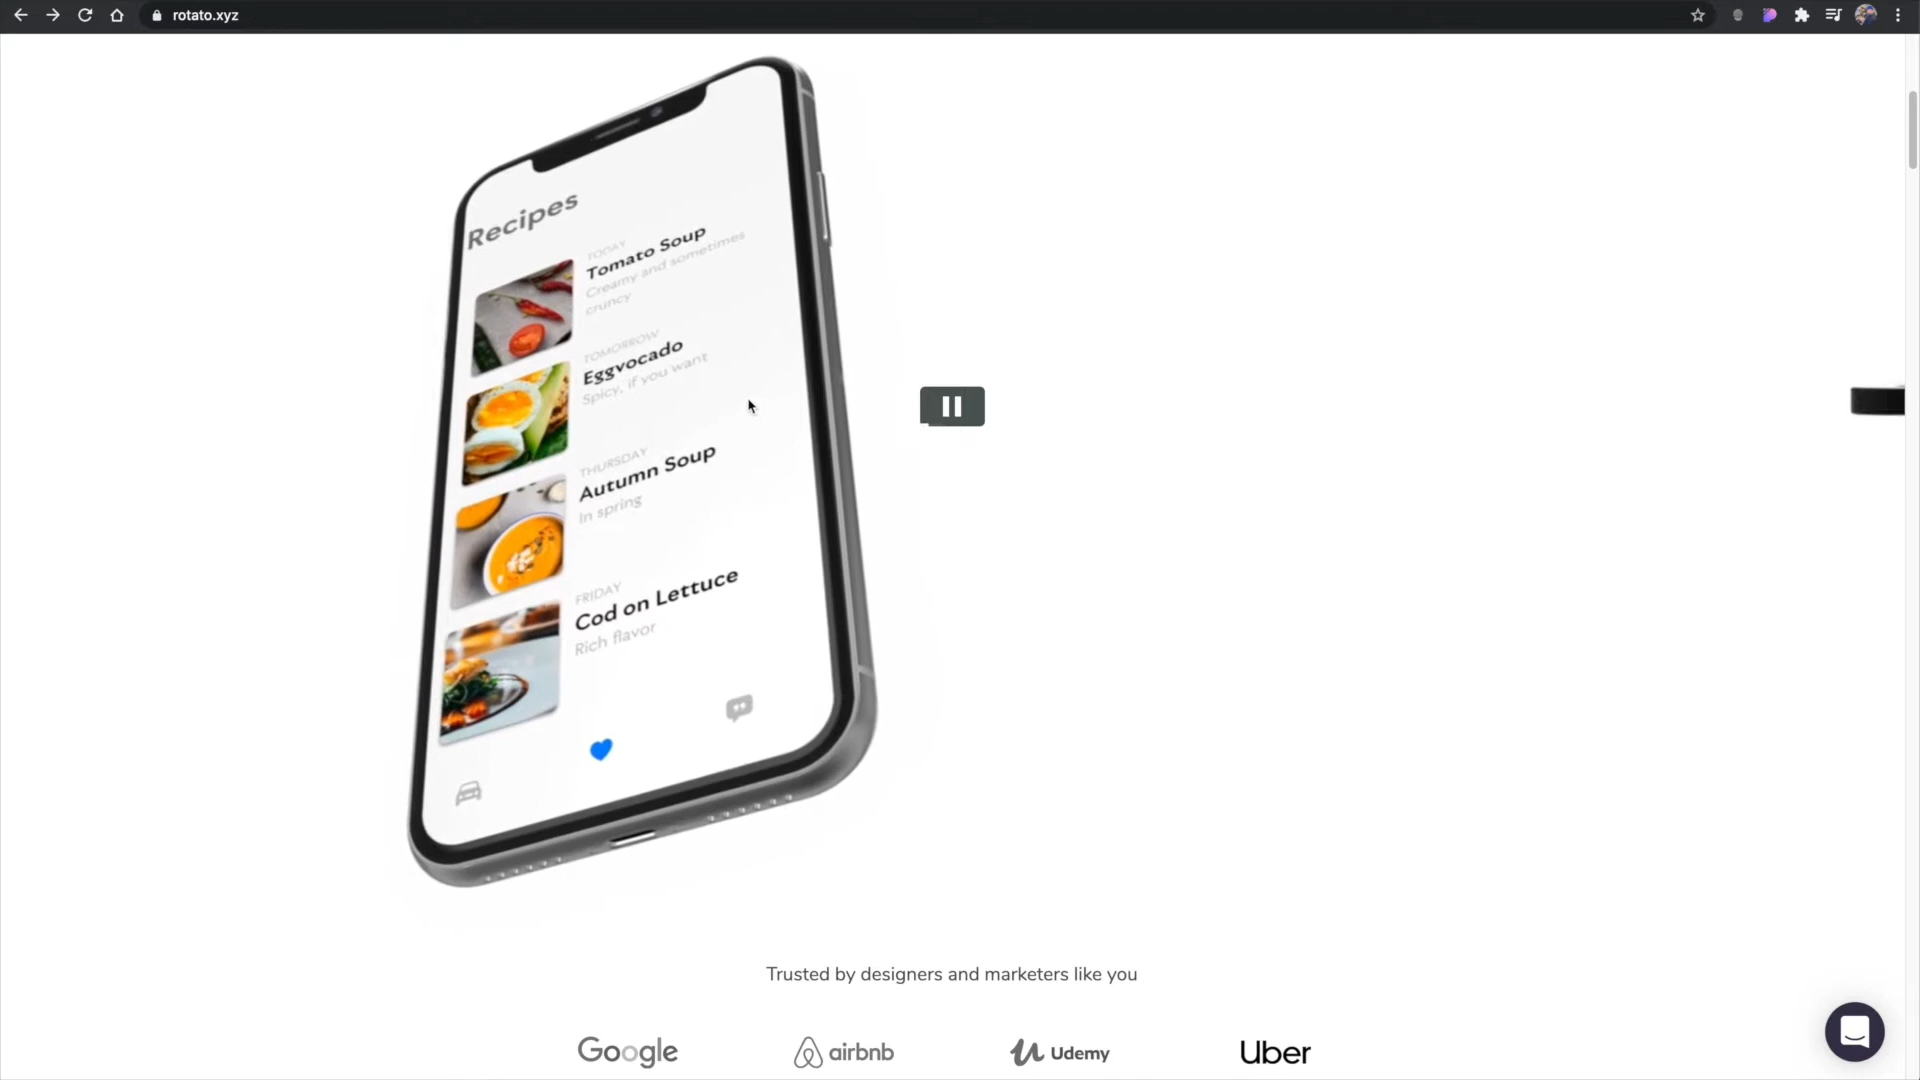 rotato.xyz
Recipes
TODAY
Tomato Soup
Creamy and sometimes
cruncy
TOMORROW
Eggvocado
Spicy, if you want
THURSDAY
Autumn Soup
In spring
FRIDAY
Cod on Lettuce
Rich flavor
Trusted by designers and marketers like you
Google
airbnb
Udemy
Uber